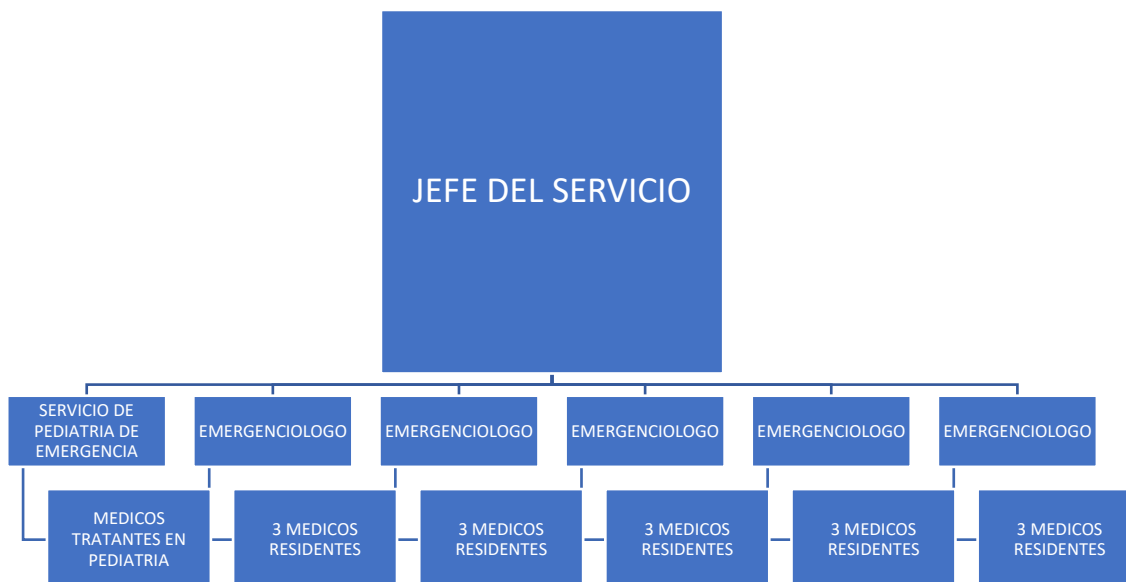 JEFE DEL SERVICIO
SERVICIO DE
PEDIATRIA DE
EMERGENCIA
EMERGENCIOLOGO
EMERGENCIOLOGO
EMERGENCIOLOGO
EMERGENCIOLOGO
EMERGENCIOLOGO
MEDICOS
TRATANTES EN
PEDIATRIA
3 MEDICOS
RESIDENTES
3 MEDICOS
RESIDENTES
3 MEDICOS
RESIDENTES
3 MEDICOS
RESIDENTES
3 MEDICOS
RESIDENTES